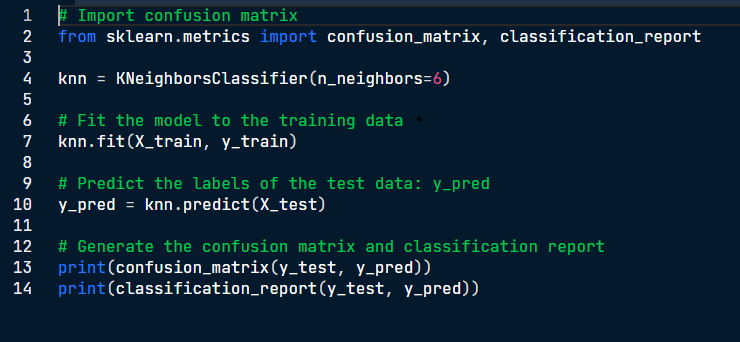 1 # Import confusion matrix
2 from sklearn.metrics import confusion_matrix, classification_report
3
4 knn = KNeighborsClassifier(n_neighbors=6)
5
6 # Fit the model to the training data
7 knn.fit(X_train, y_train)
8
9 # Predict the labels of the test data: y_pred
10 y_pred = knn.predict(X_test)
11
12 # Generate the confusion matrix and classification report
13 print(confusion_matrix(y_test, y_pred))
14 print(classification_report(y_test, y_pred))